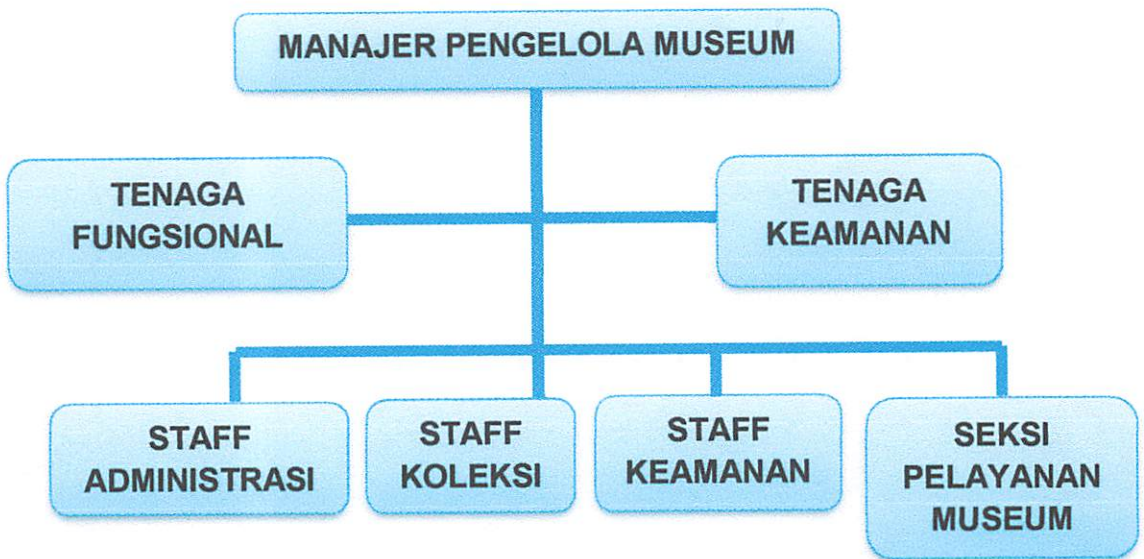 MANAJER PENGELOLA MUSEUM
TENAGA
FUNGSIONAL
TENAGA
KEAMANAN
STAFF
ADMINISTRASI
STAFF
KOLEKSI
STAFF
KEAMANAN
SEKSI
PELAYANAN
MUSEUM